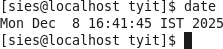 [sies@localhost tyit]$ date
Mon Dec  8 16:41:45 IST 2025
[sies@localhost tyit]$